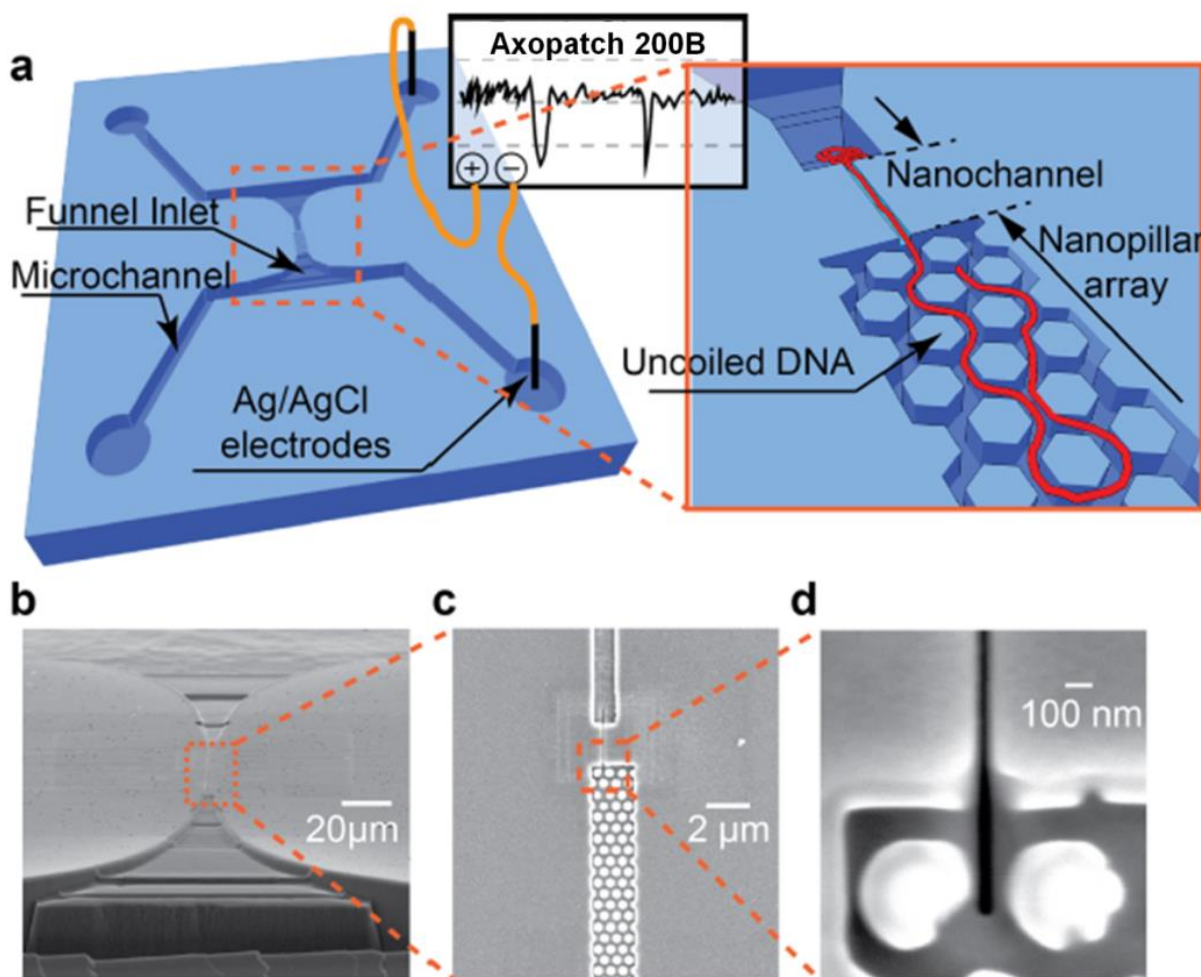 a
Axopatch 200B
+ −
Funnel Inlet
Microchannel
Ag/AgCl
electrodes
Nanochannel
Nanopillar
array
Uncoiled DNA
b
20µm
c
2 µm
d
100 nm